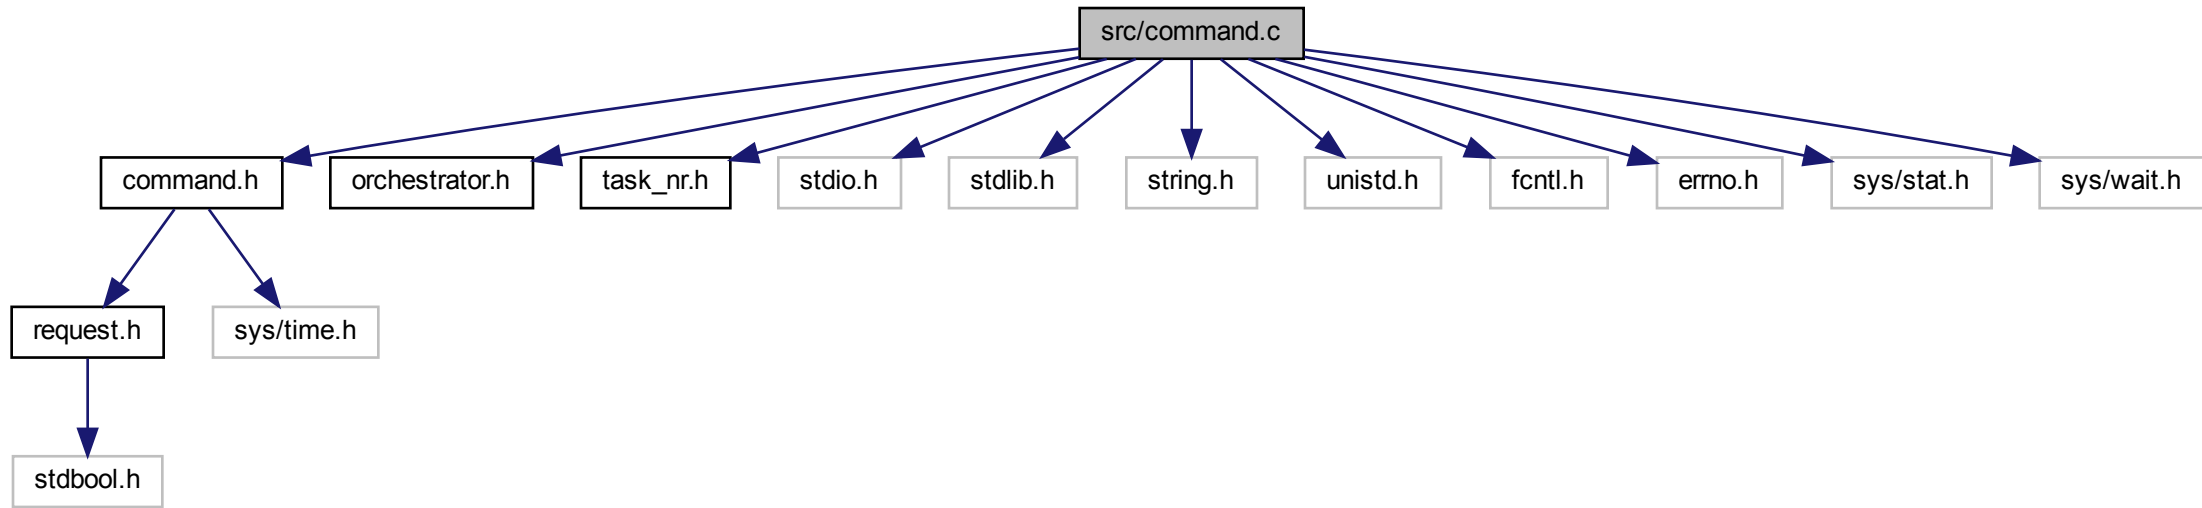 src/command.c
command.h
orchestrator.h
task_nr.h
stdio.h
stdlib.h
string.h
unistd.h
fcntl.h
errno.h
sys/stat.h
sys/wait.h
request.h
sys/time.h
stdbool.h